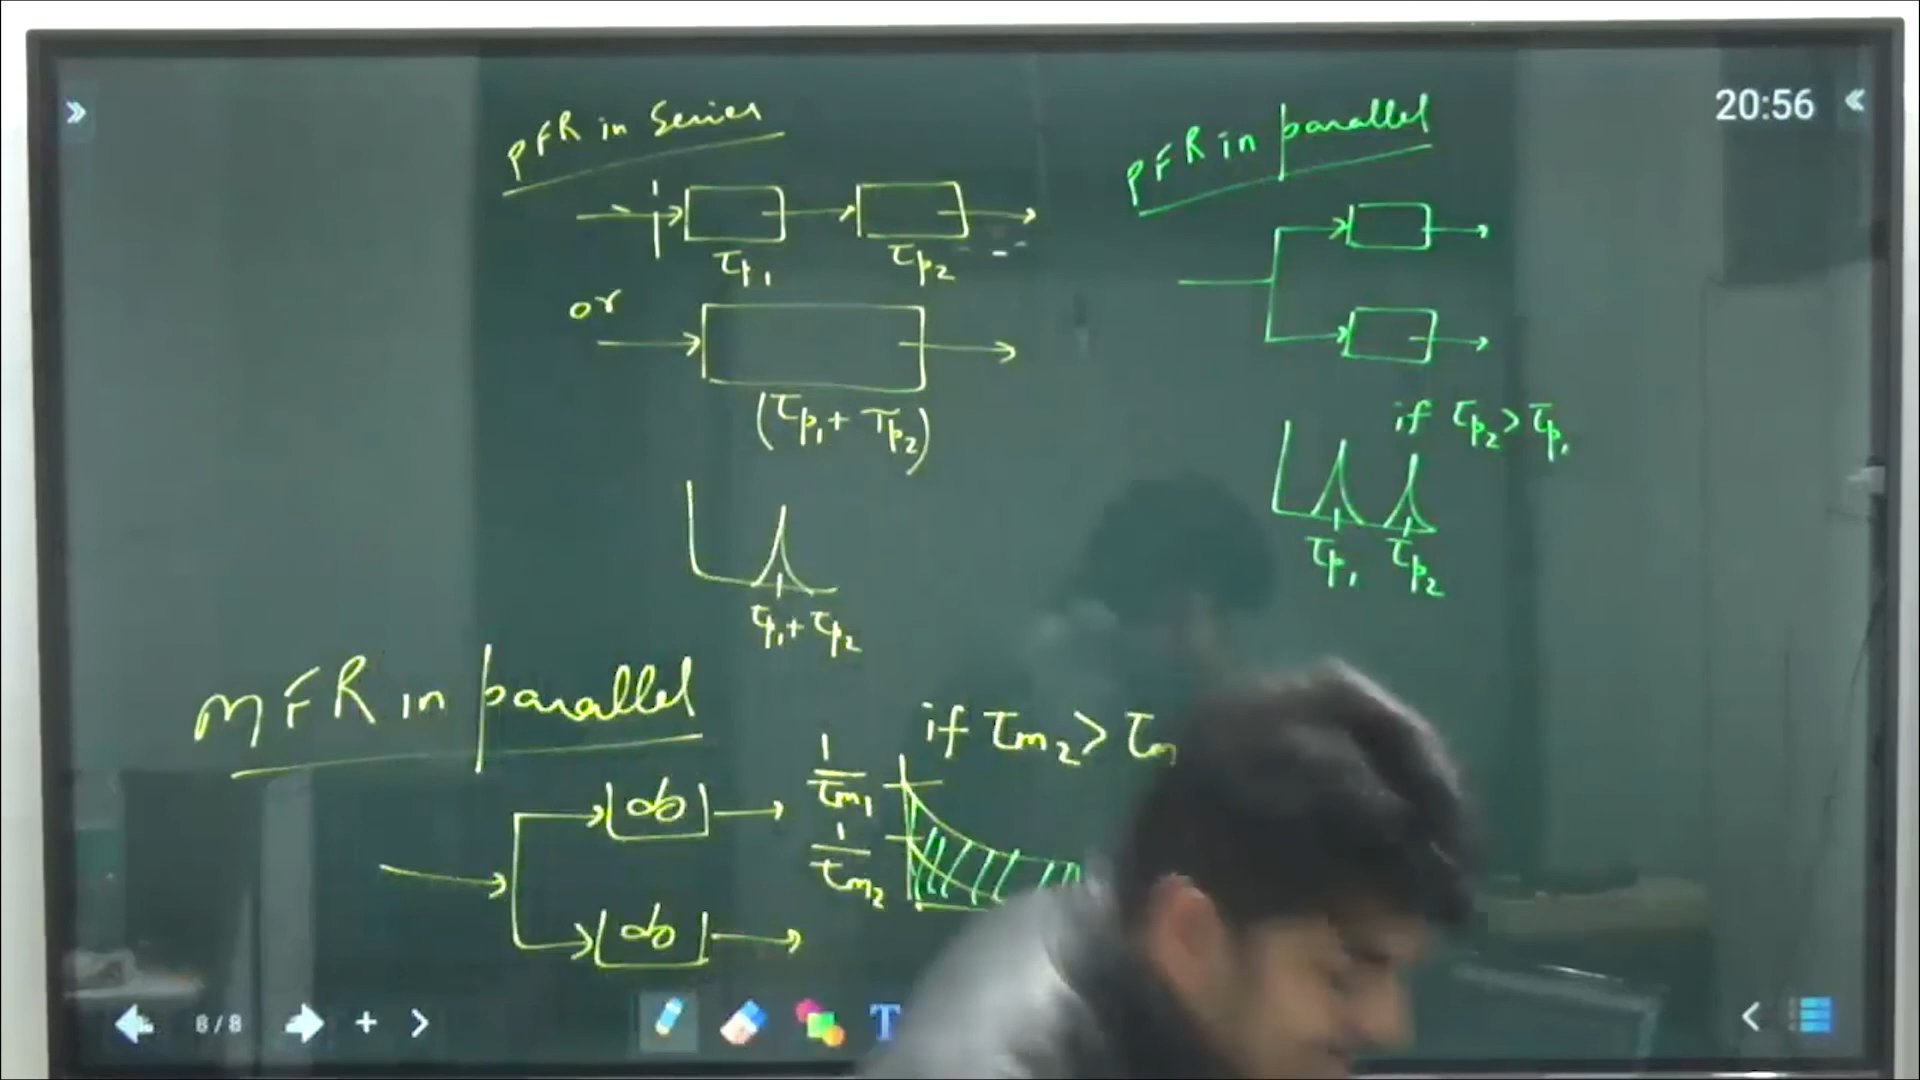 20:56
PFR in Series
τp1
τp2
or
(τp1 + τp2)
τp1 + τp2
PFR in parallel
if τp2 > τp1
τp1
τp2
MFR in parallel
if τm2 > τm
1/τm1
1/τm2
8/8
T